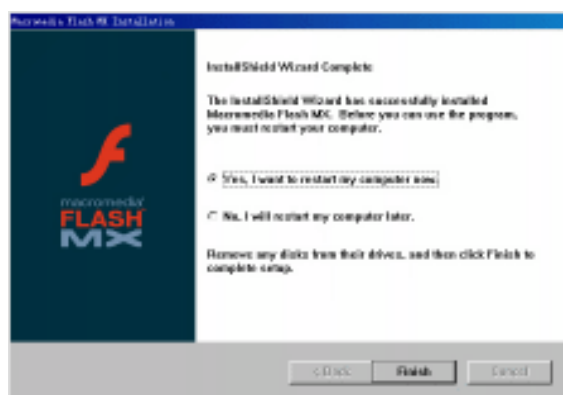 Macromedia Flash MX Installation
InstallShield Wizard Complete
The InstallShield Wizard has successfully installed
Macromedia Flash MX. Before you can use the program,
you must restart your computer.
Yes, I want to restart my computer now.
macromedia
FLASH
MX
No, I will restart my computer later.
Remove any disks from their drives, and then click Finish to
complete setup.
< Back
Finish
Cancel